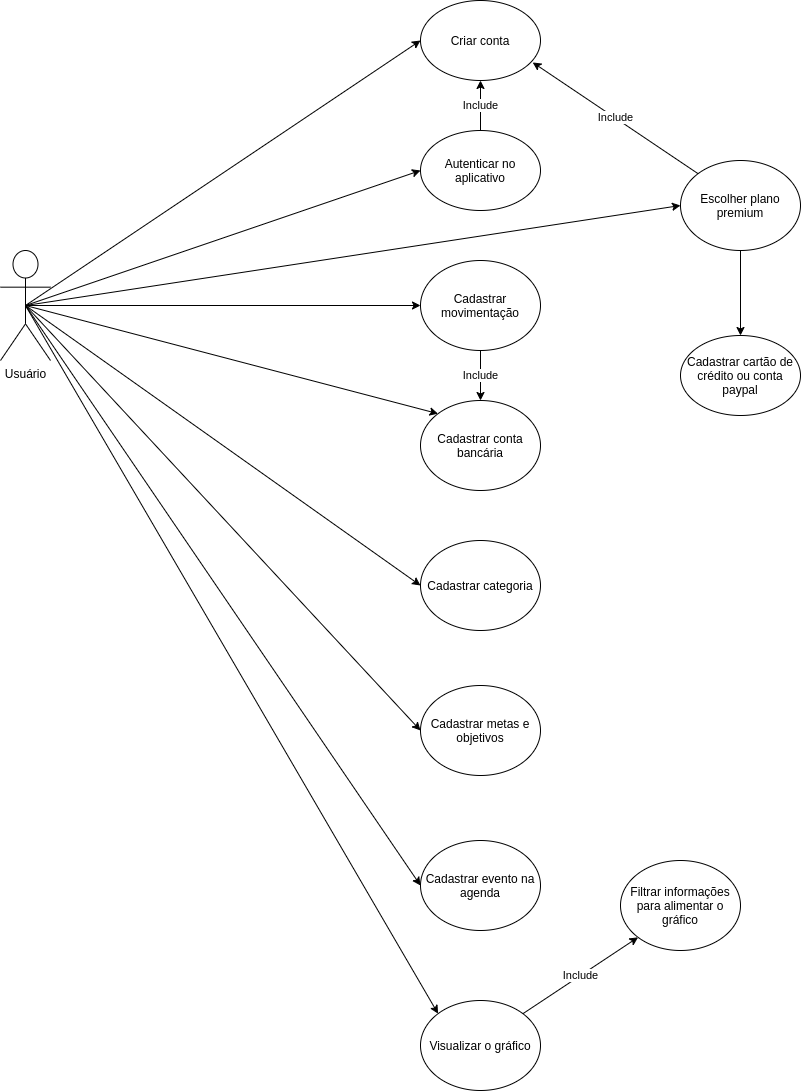 Criar conta
Include
Include
Autenticar no
aplicativo
Escolher plano
premium
Cadastrar
movimentação
Usuário
Include
Cadastrar cartão de
crédito ou conta
paypal
Cadastrar conta
bancária
Cadastrar categoria
Cadastrar metas e
objetivos
Cadastrar evento na
agenda
Filtrar informações
para alimentar o
gráfico
Include
Visualizar o gráfico